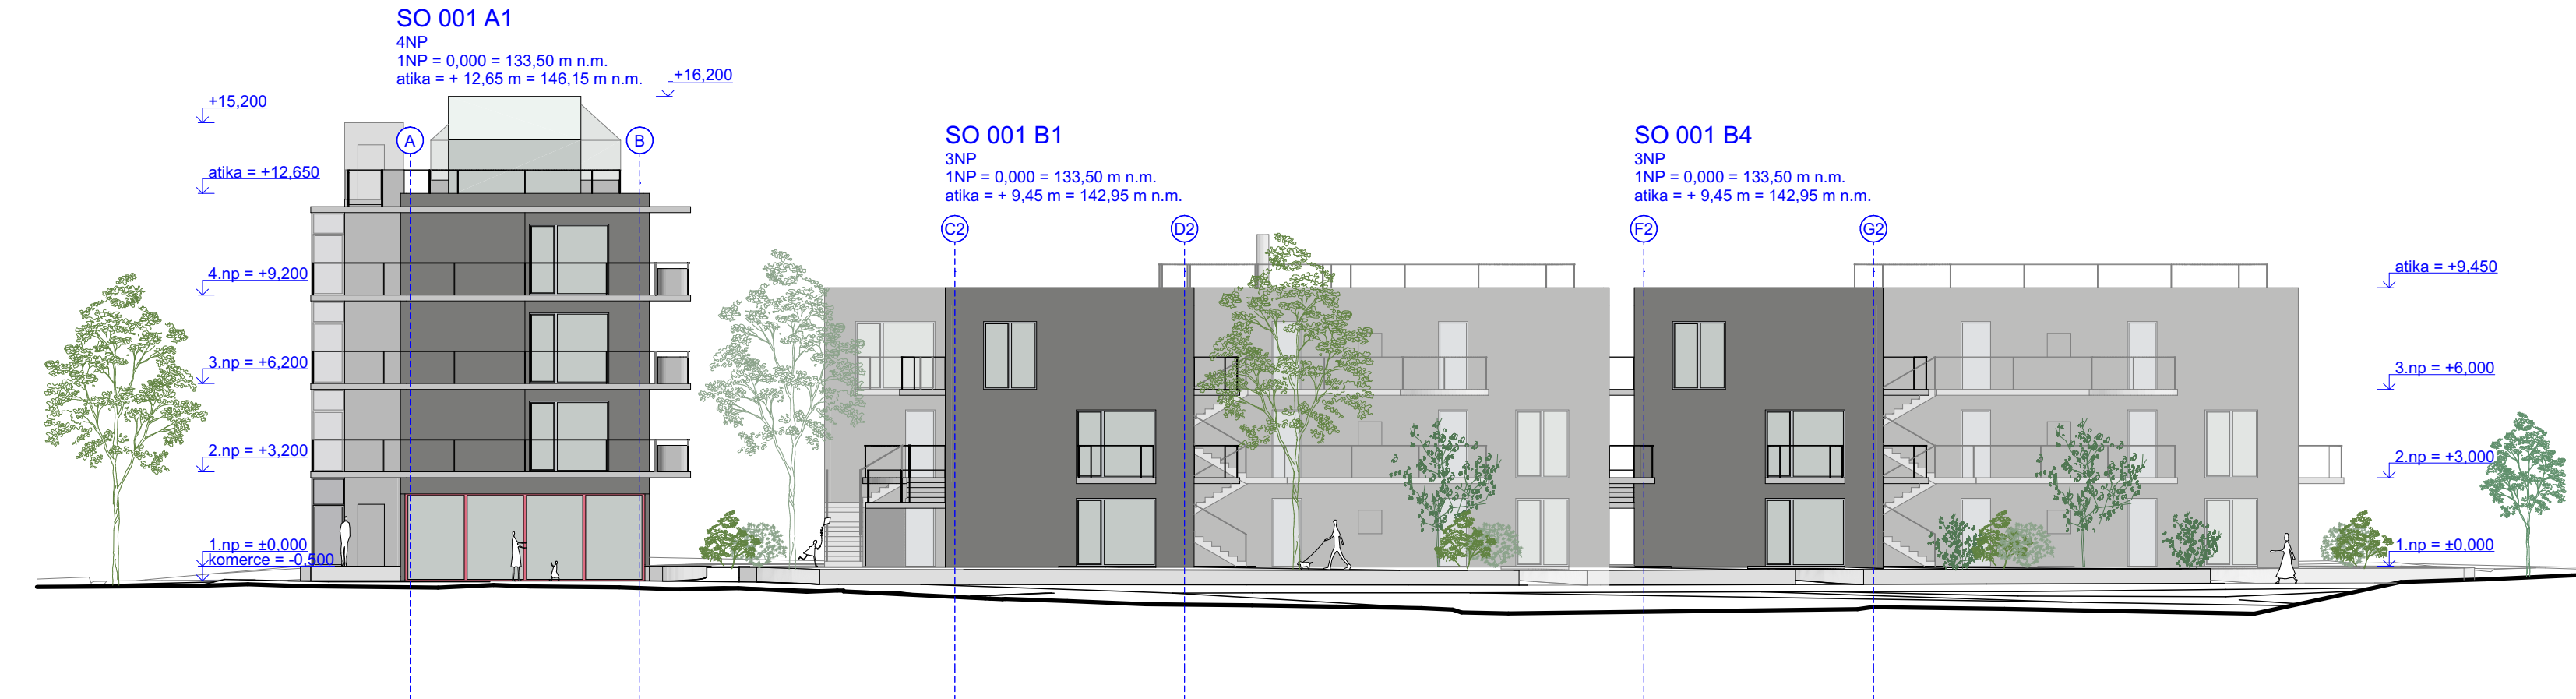 SO 001 A1
4NP
1NP = 0,000 = 133,50 m n.m.
atika = + 12,65 m = 146,15 m n.m.
+16,200
+15,200
A
B
atika = +12,650
4.np = +9,200
3.np = +6,200
2.np = +3,200
1.np = ±0,000
komerce = -0,500
SO 001 B1
3NP
1NP = 0,000 = 133,50 m n.m.
atika = + 9,45 m = 142,95 m n.m.
C2
D2
SO 001 B4
3NP
1NP = 0,000 = 133,50 m n.m.
atika = + 9,45 m = 142,95 m n.m.
F2
G2
atika = +9,450
3.np = +6,000
2.np = +3,000
1.np = ±0,000